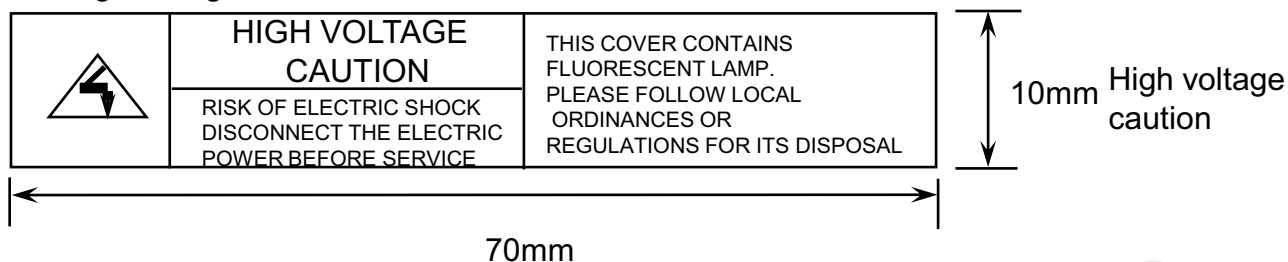 HIGH VOLTAGE
CAUTION
RISK OF ELECTRIC SHOCK
DISCONNECT THE ELECTRIC
POWER BEFORE SERVICE
THIS COVER CONTAINS
FLUORESCENT LAMP.
PLEASE FOLLOW LOCAL
ORDINANCES OR
REGULATIONS FOR ITS DISPOSAL
10mm
High voltage
caution
70mm